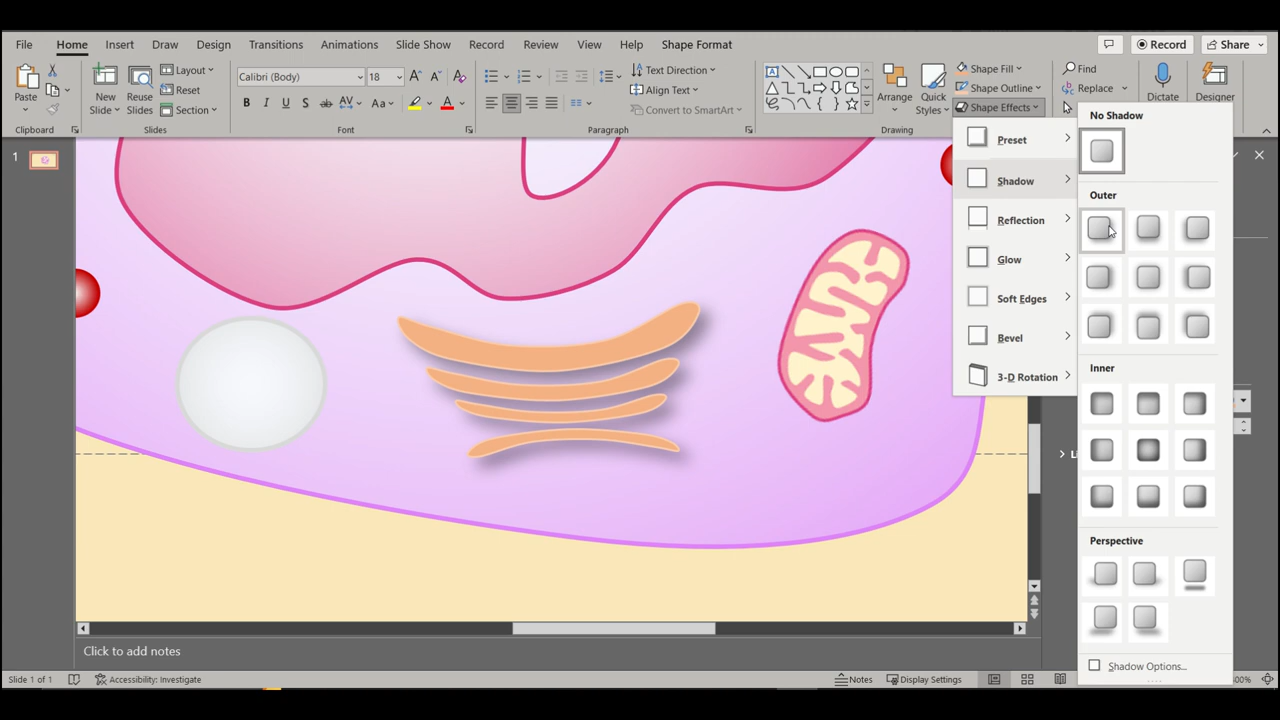 File Home Insert Draw Design Transitions Animations Slide Show Record Review View Help Shape Format Record Share
Paste
New Slide
Reuse Slides
Layout
Reset
Section
Calibri (Body) 18
B I U S ab AV Aa A
Text Direction
Align Text
Convert to SmartArt
Arrange
Quick Styles
Shape Fill
Shape Outline
Shape Effects
Find
Replace
Dictate
Designer
Clipboard Slides Font Paragraph Drawing
1
Preset
Shadow
Reflection
Glow
Soft Edges
Bevel
3-D Rotation
No Shadow
Outer
Inner
Perspective
Shadow Options...
Click to add notes
Slide 1 of 1 Accessibility: Investigate Notes Display Settings